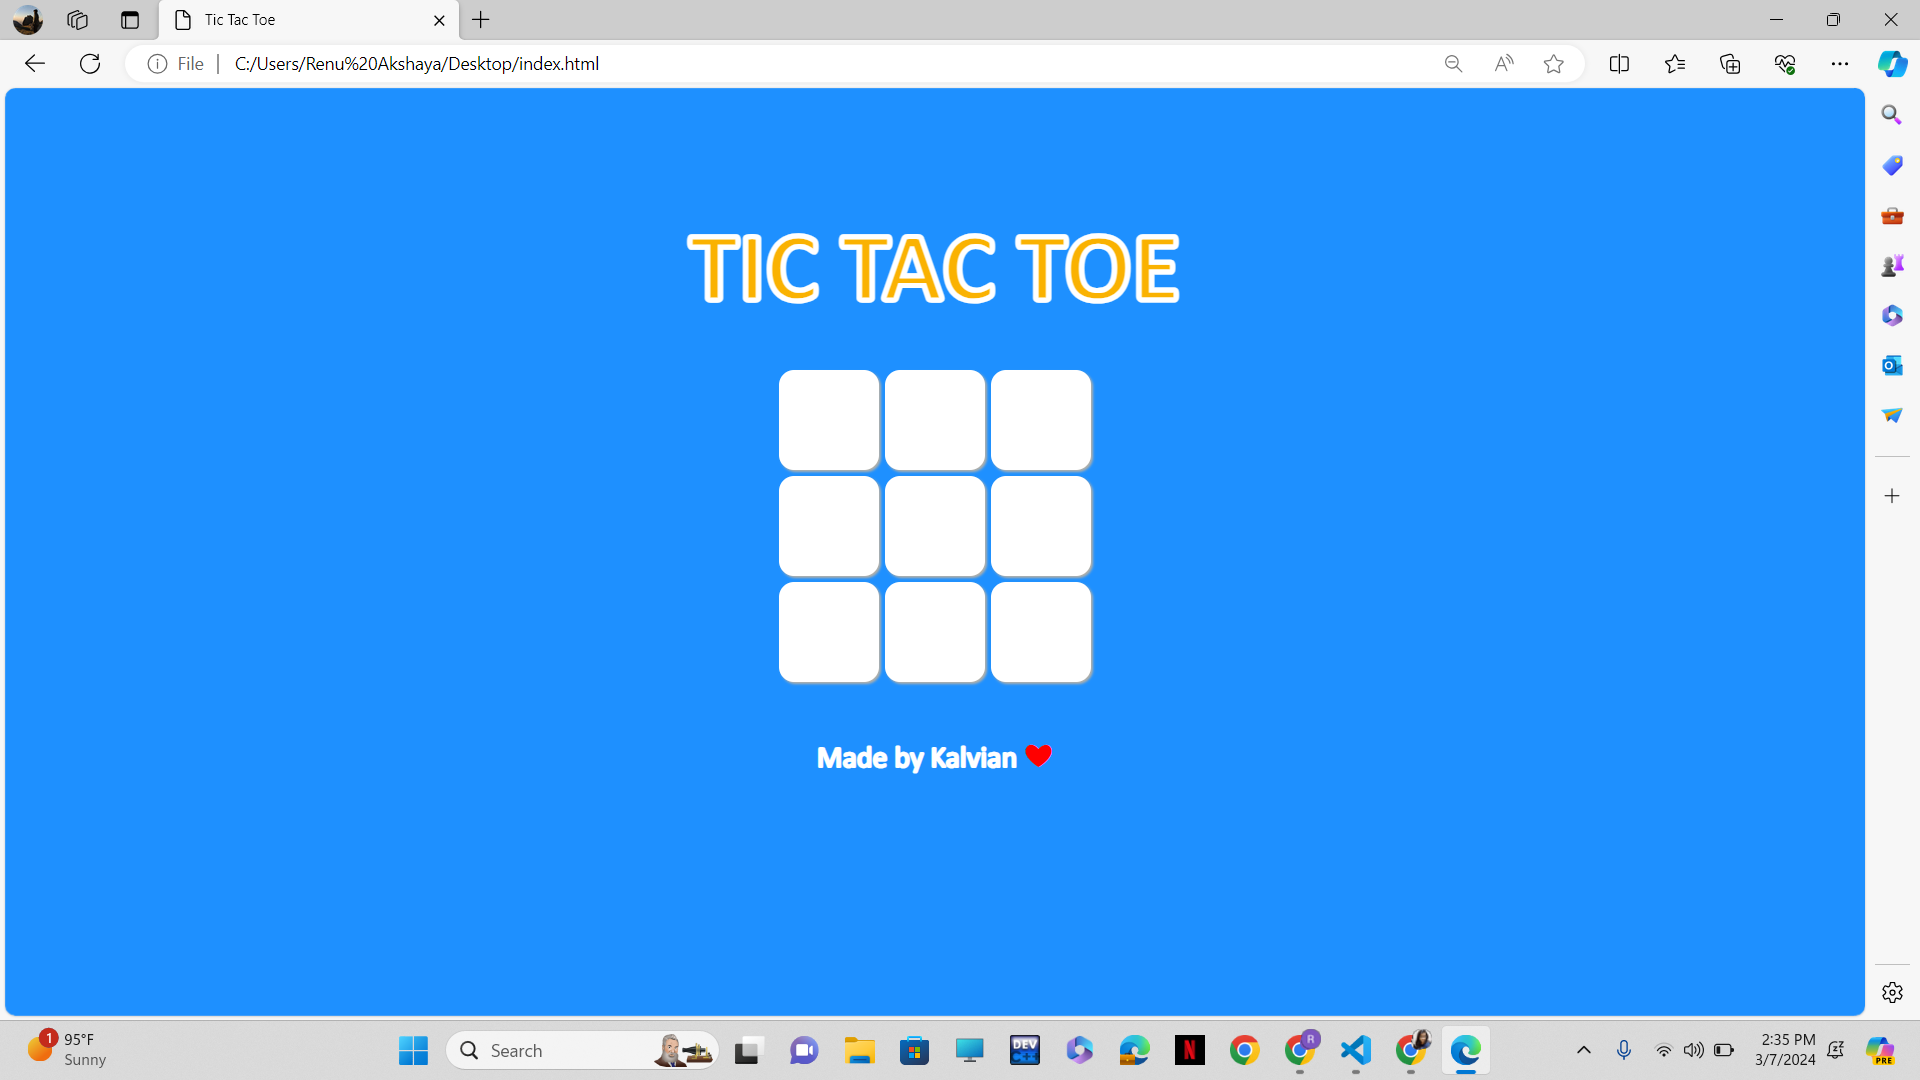 Tic Tac Toe
File
C:/Users/Renu%20Akshaya/Desktop/index.html
TIC TAC TOE
Made by Kalvian
1
95°F
Sunny
Search
DEV
C++
N
R
2:35 PM
3/7/2024
PRE